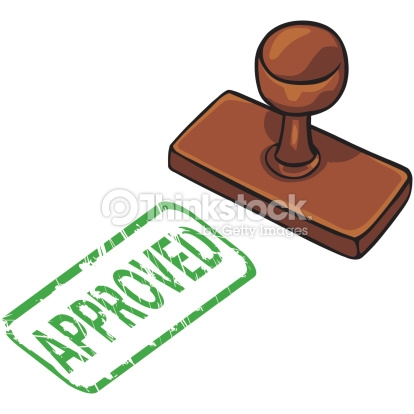 Thinkstock
by Getty Images
APPROVED